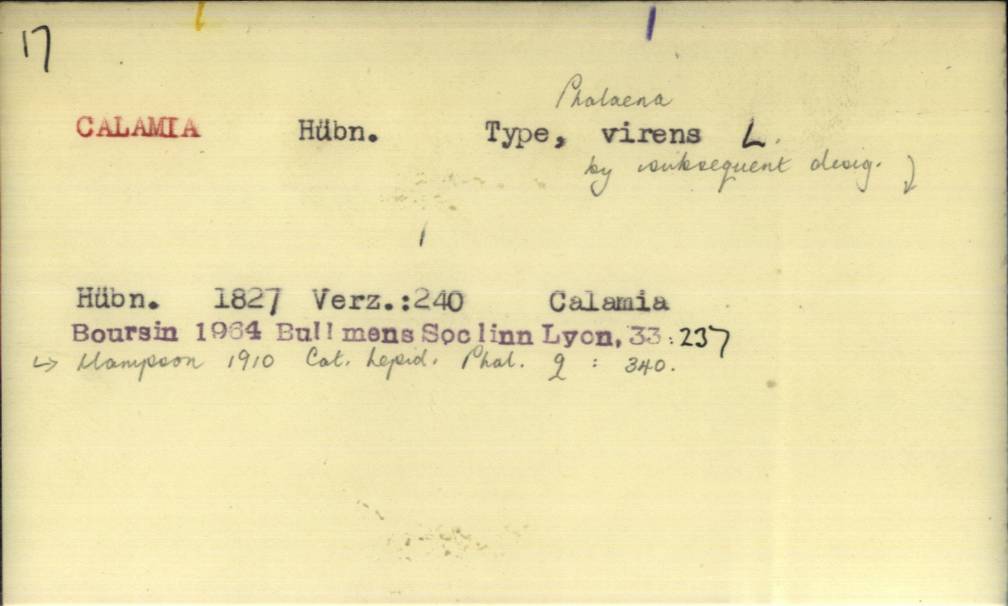 17
Phalaena
CALAMIA Hübn. Type, virens L.
by subsequent desig.
Hübn. 1827 Verz.:240 Calamia
Boursin 1964 Bull mens Soc linn Lyon, 33:237
↳ Hampson 1910 Cat. Lepid. Phal. 9 : 340.